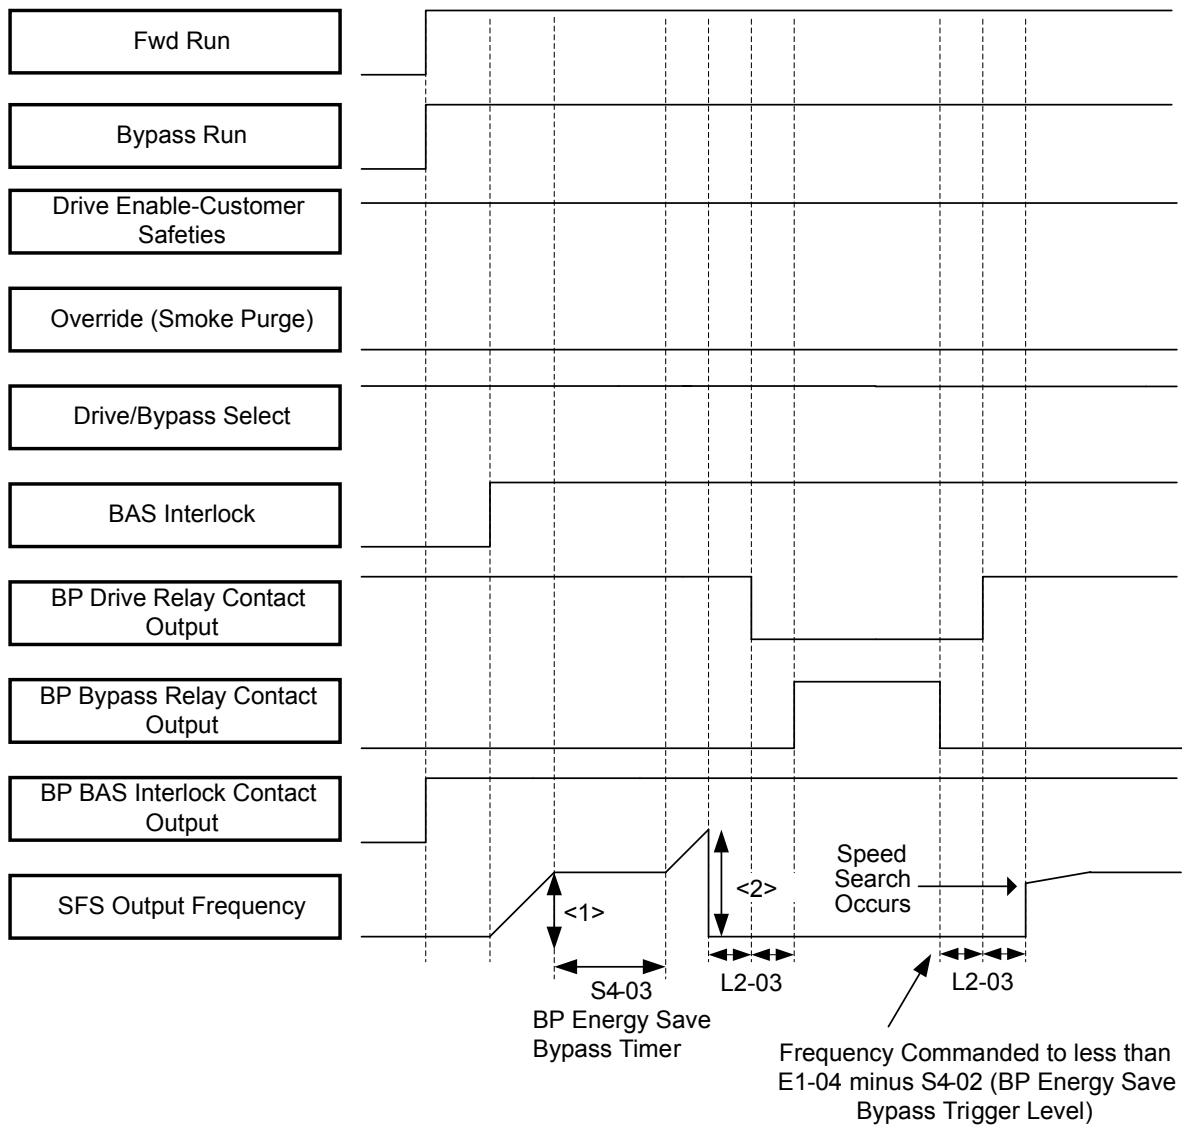 Fwd Run
Bypass Run
Drive Enable-Customer
Safeties
Override (Smoke Purge)
Drive/Bypass Select
BAS Interlock
BP Drive Relay Contact
Output
BP Bypass Relay Contact
Output
BP BAS Interlock Contact
Output
SFS Output Frequency
<1>
<2>
Speed
Search
Occurs
S4-03
BP Energy Save
Bypass Timer
L2-03
L2-03
Frequency Commanded to less than
E1-04 minus S4-02 (BP Energy Save
Bypass Trigger Level)